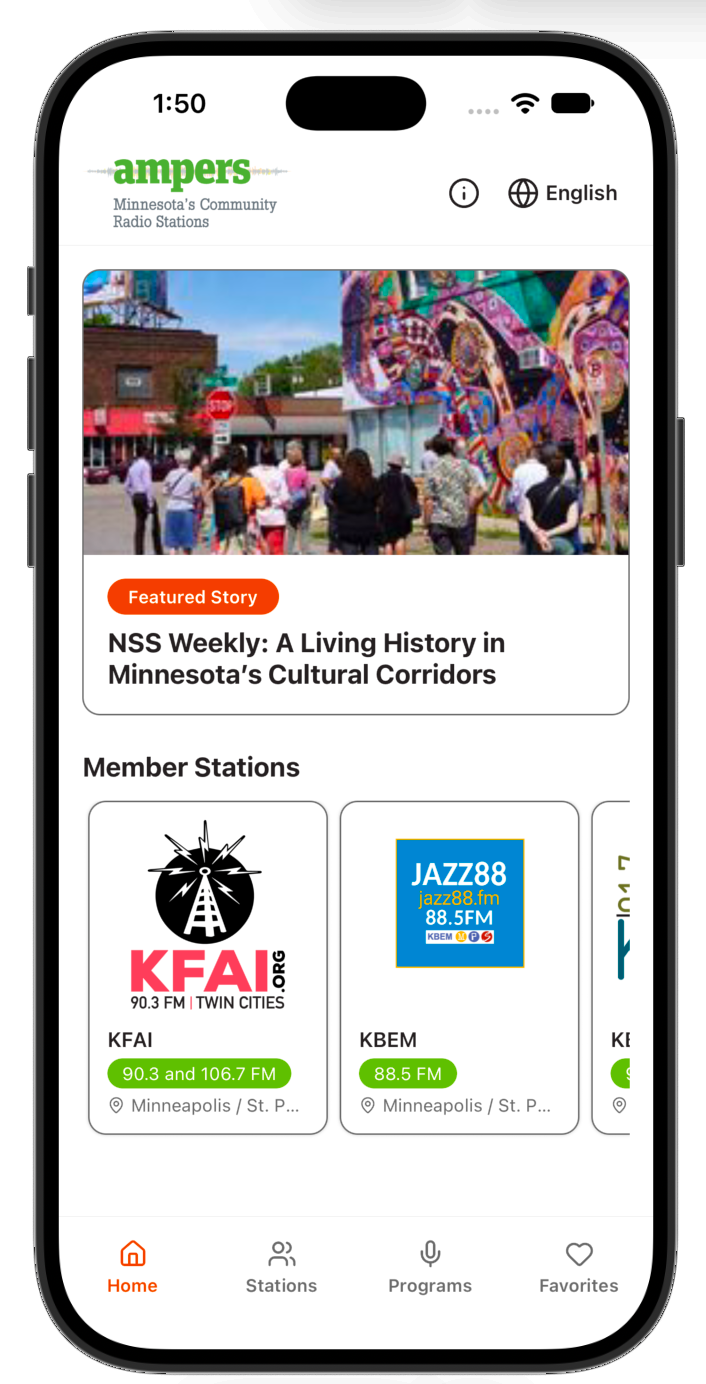 1:50
ampers
Minnesota's Community
Radio Stations
English
STOP
Featured Story
NSS Weekly: A Living History in
Minnesota’s Cultural Corridors
Member Stations
KFAI.ORG
90.3 FM | TWIN CITIES
KFAI
90.3 and 106.7 FM
Minneapolis / St. P...
JAZZ88
jazz88.fm
88.5FM
KBEM
KBEM
88.5 FM
Minneapolis / St. P...
Home
Stations
Programs
Favorites